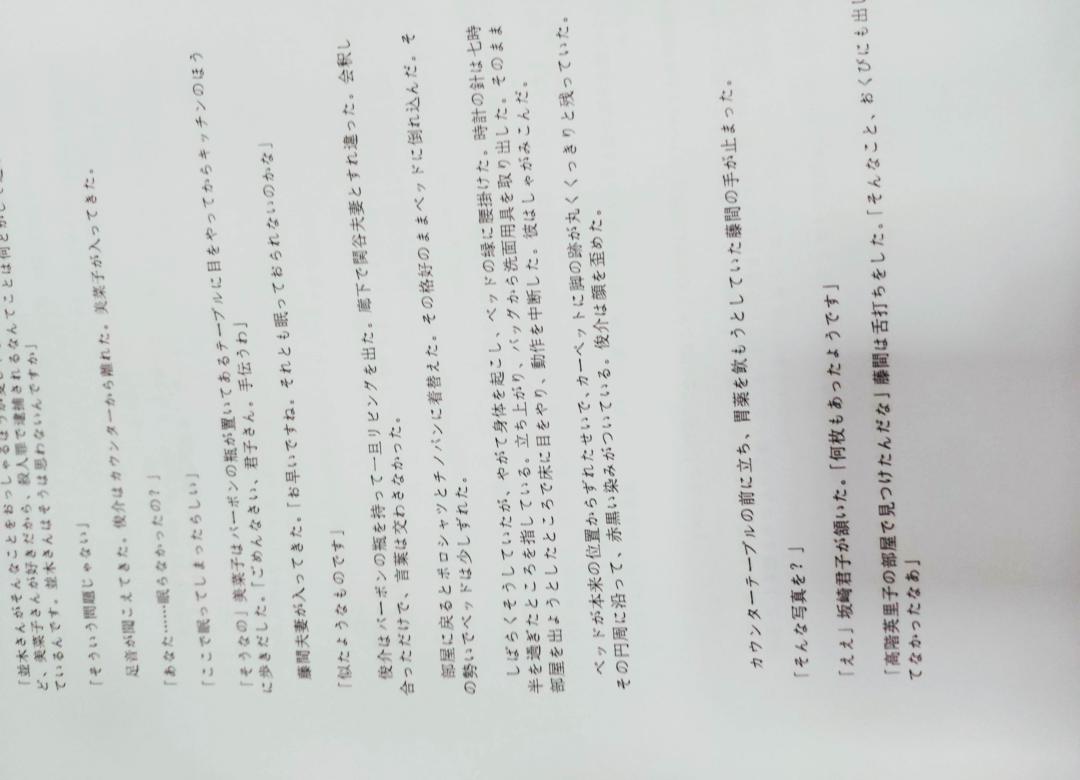 「並木さんがそんなことをおっしゃるほうが
ど、美菜子さんが好きだから、殺人罪で逮捕されるなんてことは何とかして
ているんです。並木さんはそうは思わないんですか」
「そういう問題じゃない」
足音が聞こえてきた。俊介はカウンターから離れた。美菜子が入ってきた。
「あなた……眠らなかったの？」
「ここで眠ってしまったらしい」
「そうなの」美菜子はバーボンの瓶が置いてあるテーブルに目をやってからキッチンのほう
に歩きだした。「ごめんなさい、君子さん。手伝うわ」
藤間夫妻が入ってきた。「お早いですね。それとも眠っておられないのかな」
「似たようなものです」
俊介はバーボンの瓶を持って一旦リビングを出た。廊下で関谷夫妻とすれ違った。会釈し
合っただけで、言葉は交わさなかった。
部屋に戻るとポロシャツとチノパンに着替えた。その格好のままベッドに倒れ込んだ。そ
の勢いでベッドは少しずれた。
しばらくそうしていたが、やがて身体を起こし、ベッドの縁に腰掛けた。時計の針は七時
半を過ぎたところを指している。立ち上がり、バッグから洗面用具を取り出した。そのまま
部屋を出ようとしたところで床に目をやり、動作を中断した。彼はしゃがみこんだ。
ベッドが本来の位置からずれたせいで、カーペットに脚の跡が丸くくっきりと残っていた。
その円周に沿って、赤黒い染みがついている。俊介は顔を歪めた。
カウンターテーブルの前に立ち、胃薬を飲もうとしていた藤間の手が止まった。
「そんな写真を？」
「ええ」坂崎君子が頷いた。「何枚もあったようです」
「高階英里子の部屋で見つけたんだな」藤間は舌打ちをした。「そんなこと、おくびにも出し
てなかったなあ」